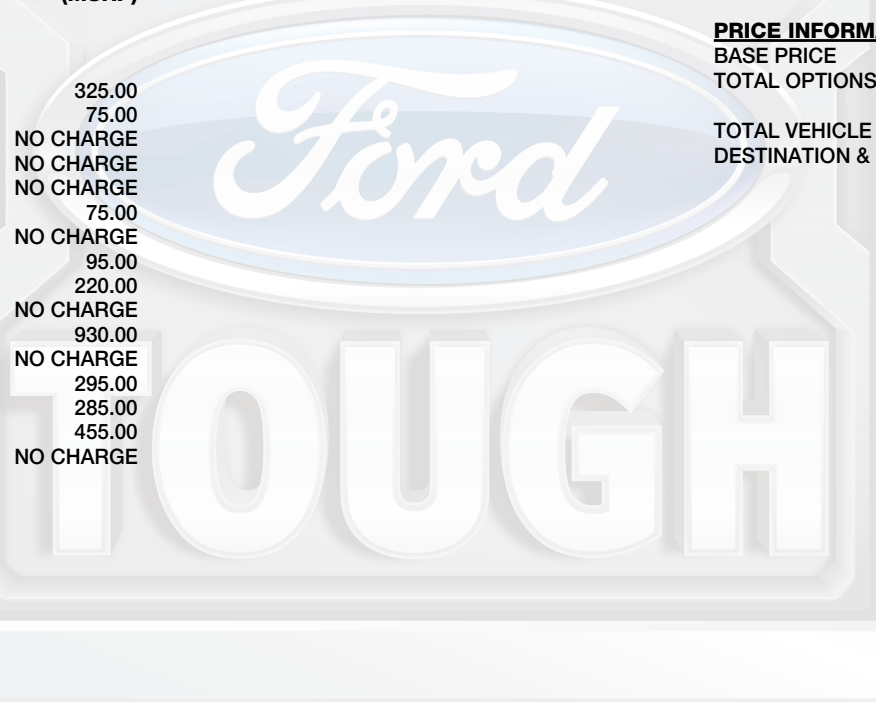 (MSRP)
325.00
75.00
NO CHARGE
NO CHARGE
NO CHARGE
75.00
NO CHARGE
95.00
220.00
NO CHARGE
930.00
NO CHARGE
295.00
285.00
455.00
NO CHARGE
PRICE INFORM
BASE PRICE
TOTAL OPTIONS
TOTAL VEHICLE
DESTINATION &
Ford
TOUGH